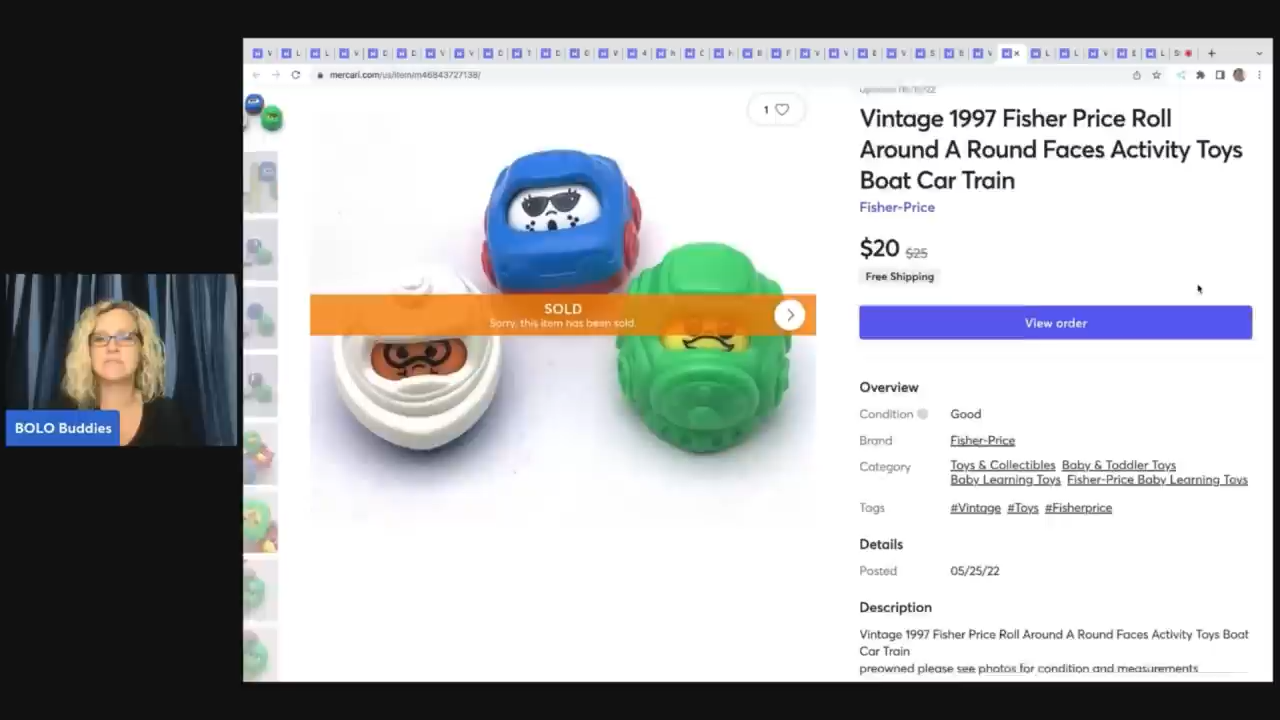 mercari.com/us/item/m46843727138/
1
Vintage 1997 Fisher Price Roll
Around A Round Faces Activity Toys
Boat Car Train
Fisher-Price
$20 $25
Free Shipping
SOLD
Sorry, this item has been sold.
View order
Overview
Condition Good
Brand Fisher-Price
Category Toys & Collectibles Baby & Toddler Toys
Baby Learning Toys Fisher-Price Baby Learning Toys
Tags #Vintage #Toys #Fisherprice
BOLO Buddies
Details
Posted 05/25/22
Description
Vintage 1997 Fisher Price Roll Around A Round Faces Activity Toys Boat
Car Train
preowned please see photos for condition and measurements